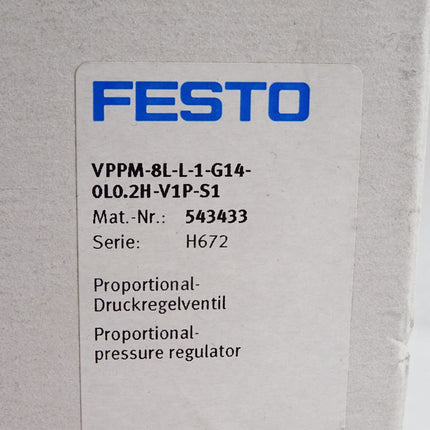 FESTO
VPPM-8L-L-1-G14-
0L0.2H-V1P-S1
Mat.-Nr.: 543433
Serie: H672
Proportional-
Druckregelventil
Proportional-
pressure regulator